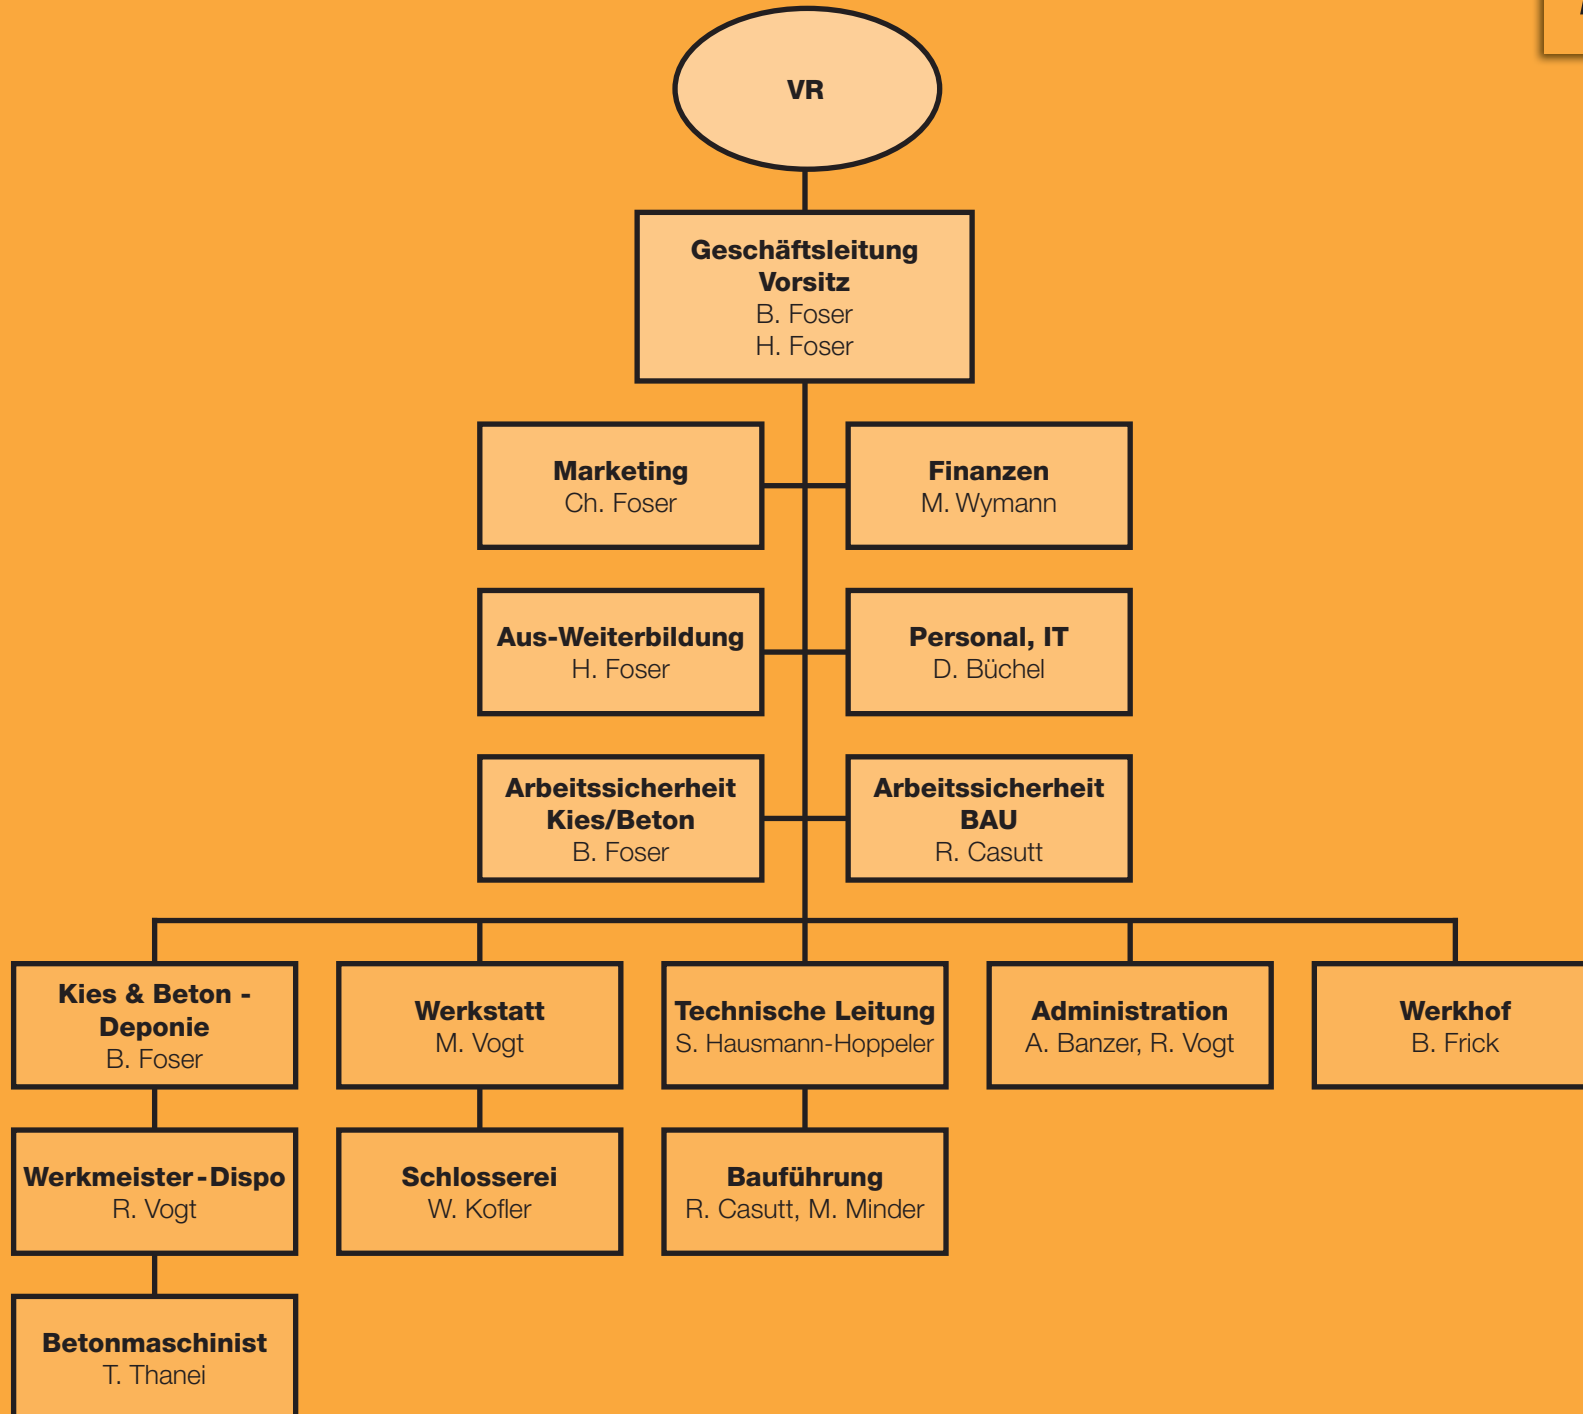 VR
Geschäftsleitung
Vorsitz
B. Foser
H. Foser
Marketing
Ch. Foser
Finanzen
M. Wymann
Aus-Weiterbildung
H. Foser
Personal, IT
D. Büchel
Arbeitssicherheit
Kies/Beton
B. Foser
Arbeitssicherheit
BAU
R. Casutt
Kies & Beton -
Deponie
B. Foser
Werkstatt
M. Vogt
Technische Leitung
S. Hausmann-Hoppeler
Administration
A. Banzer, R. Vogt
Werkhof
B. Frick
Werkmeister-Dispo
R. Vogt
Schlosserei
W. Kofler
Bauführung
R. Casutt, M. Minder
Betonmaschinist
T. Thanei